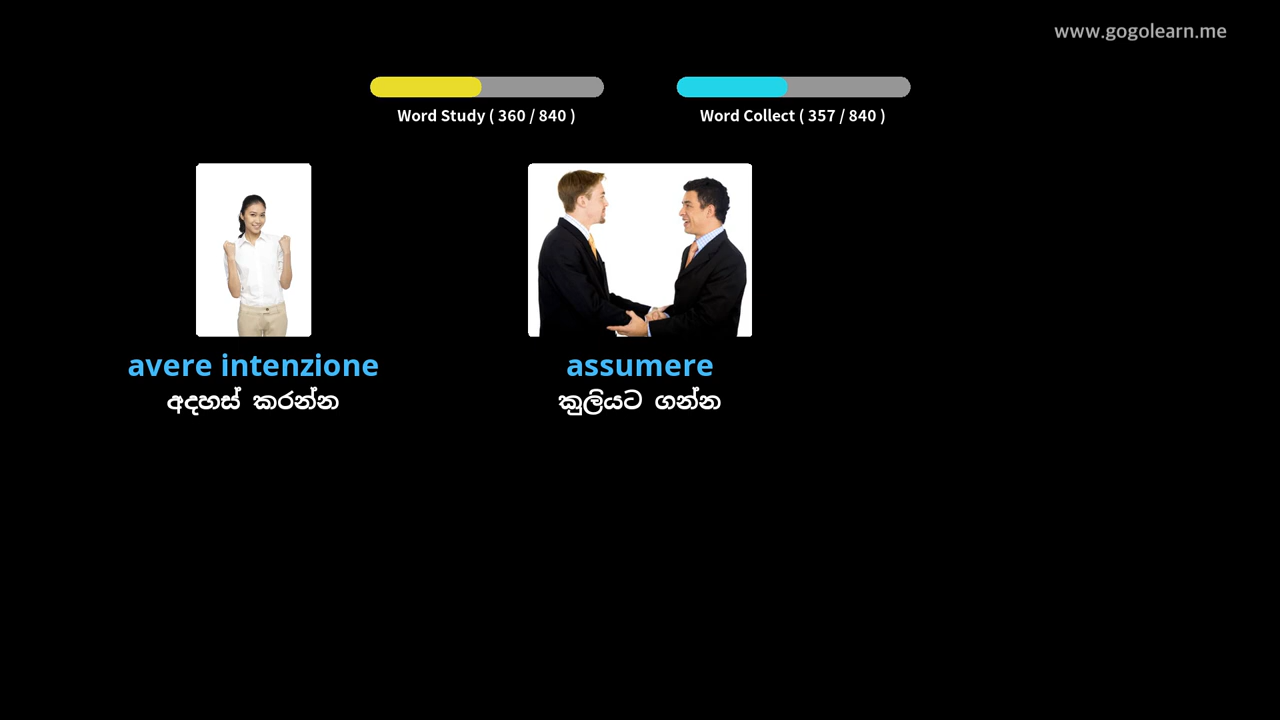 www.gogolearn.me
Word Study ( 360 / 840 )
Word Collect ( 357 / 840 )
avere intenzione
අදහස් කරන්න
assumere
කුලියට ගන්න